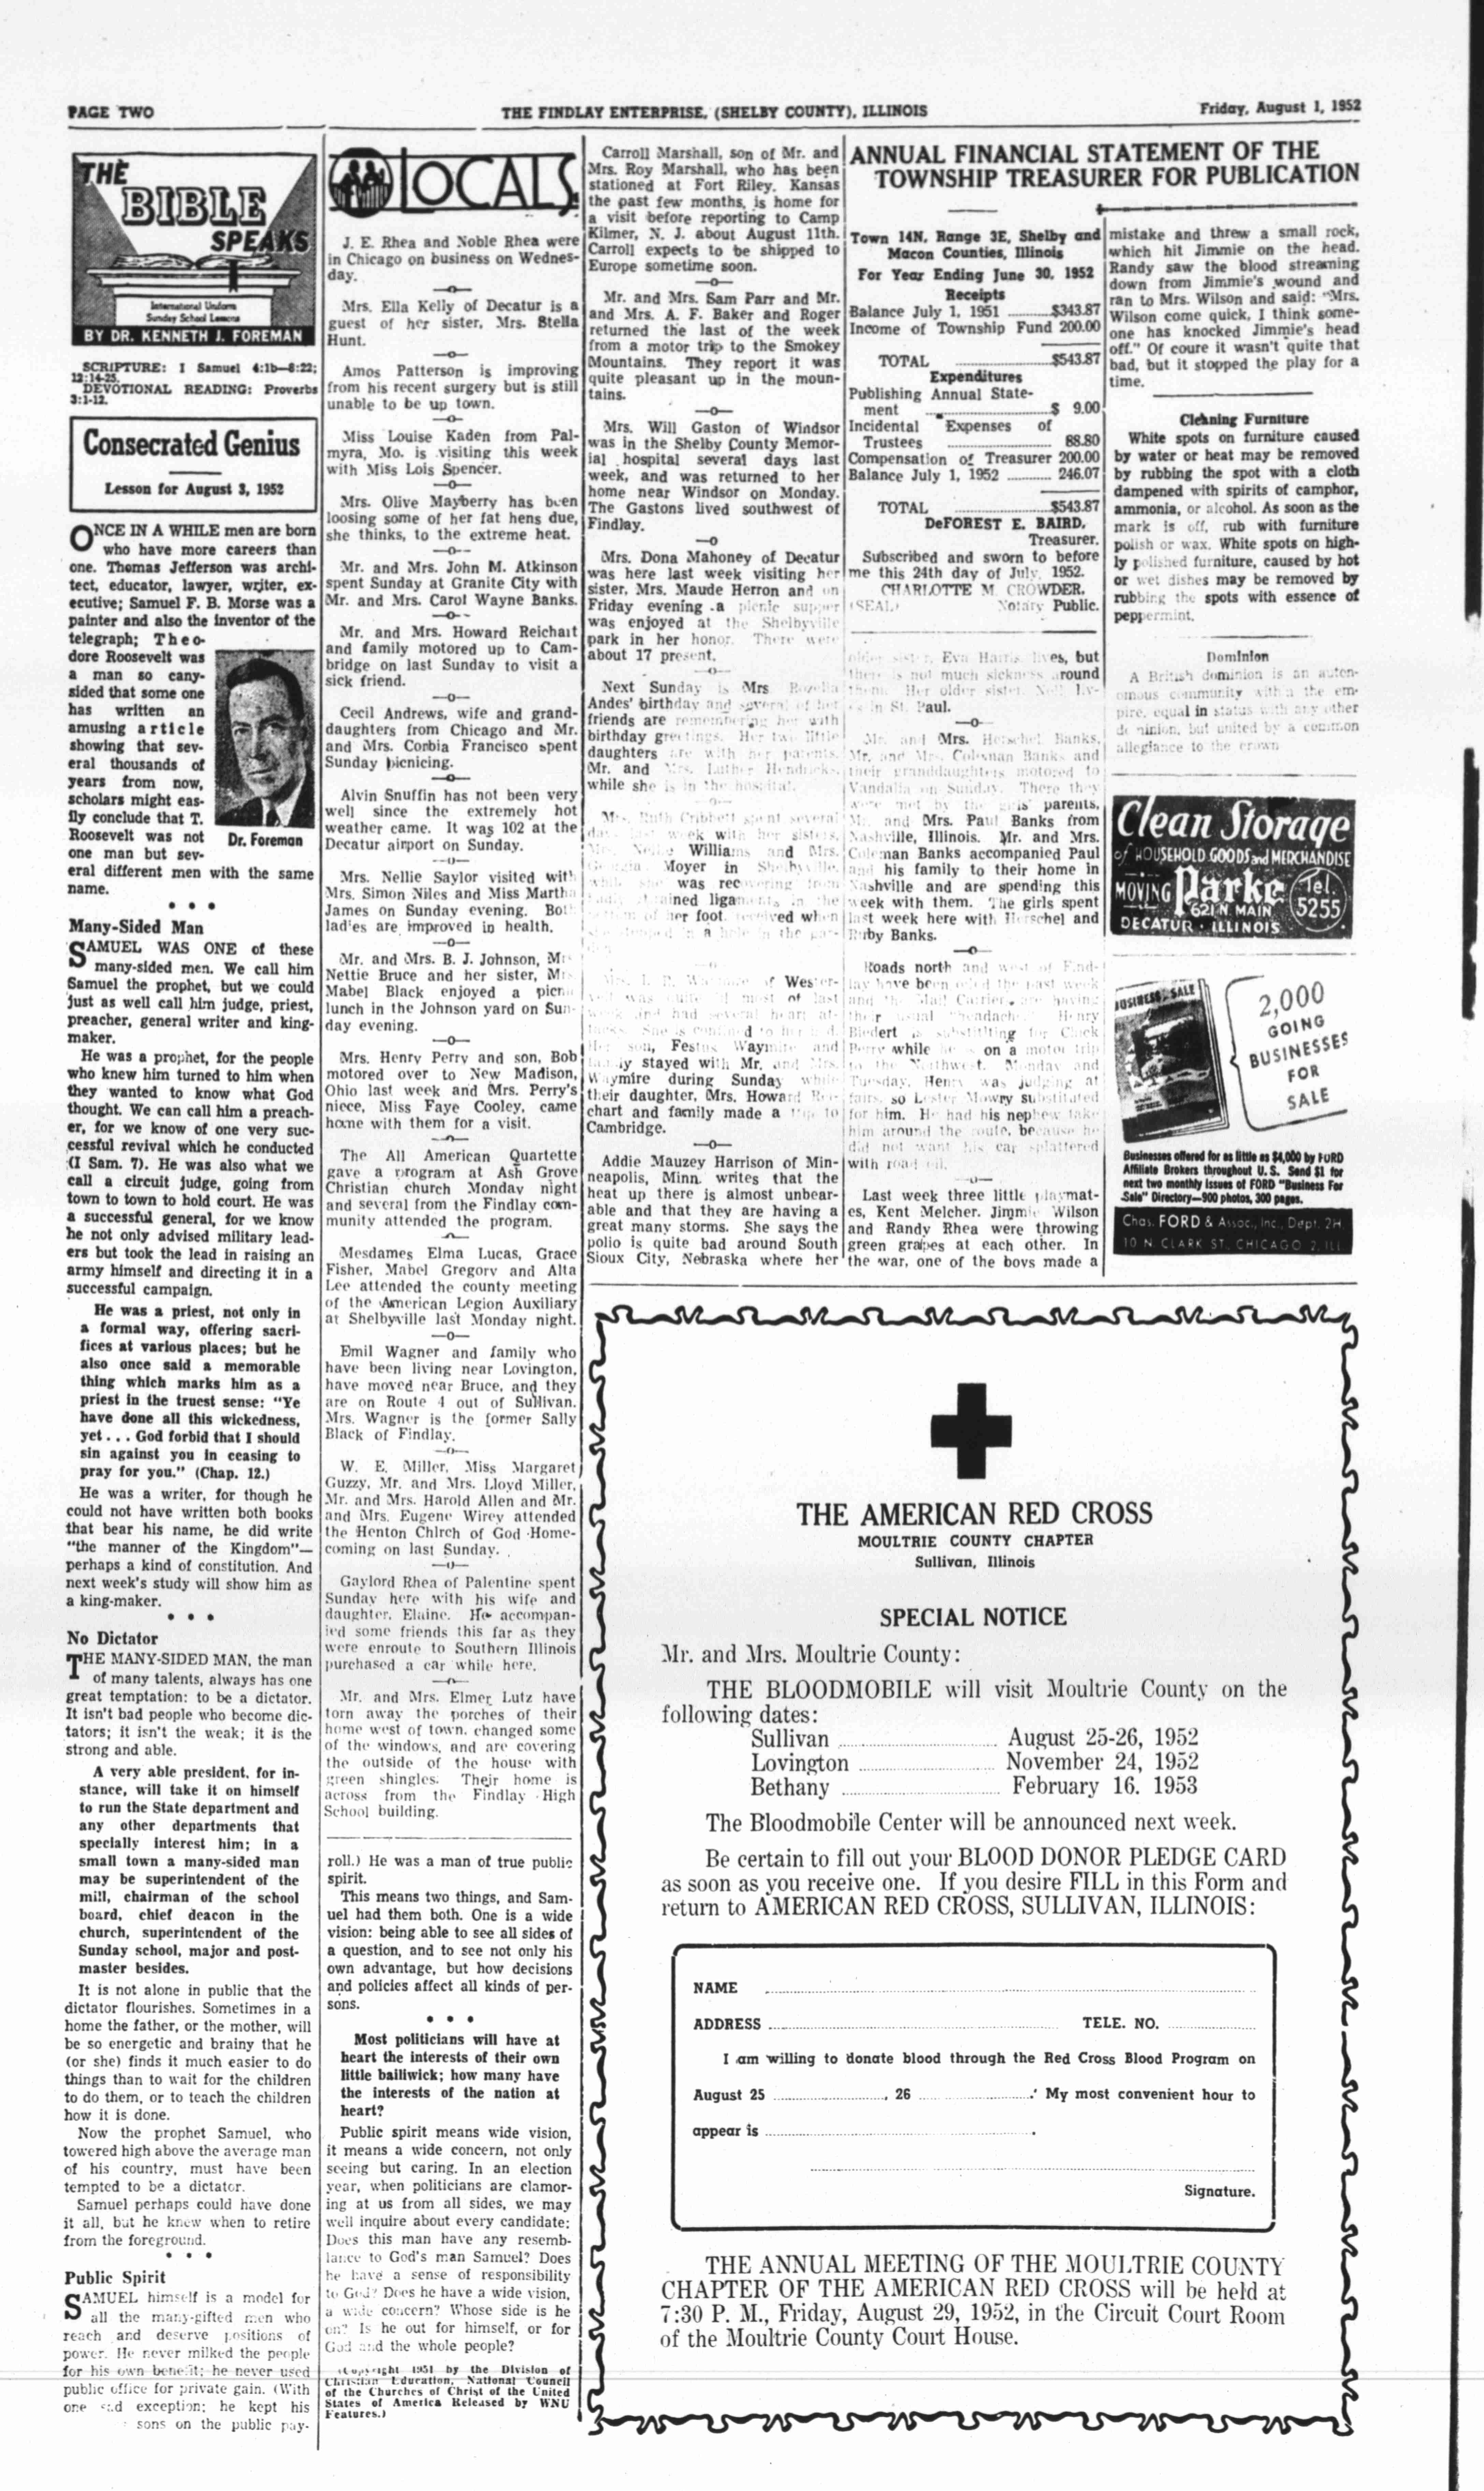 PAGE TWO
THE FINDLAY ENTERPRISE, (SHELBY COUNTY), ILLINOIS
Friday, August 1, 1952
THE
BIBLE
SPEAKS
International Uniform
Sunday School Lessons
BY DR. KENNETH J. FOREMAN
SCRIPTURE: I Samuel 4:1b—8:22;
12:14-25.
DEVOTIONAL READING: Proverbs
3:1-12.
Consecrated Genius
Lesson for August 3, 1952
ONCE IN A WHILE men are born
who have more careers than
one. Thomas Jefferson was archi-
tect, educator, lawyer, writer, ex-
ecutive; Samuel F. B. Morse was a
painter and also the inventor of the
telegraph; Theo-
dore Roosevelt was
a man so cany-
sided that some one
has written an
amusing article
showing that sev-
eral thousands of
years from now,
scholars might eas-
fly conclude that T.
Roosevelt was not
one man but sev-
eral different men with the same
name.
Dr. Foreman
• • •
Many-Sided Man
SAMUEL WAS ONE of these
many-sided men. We call him
Samuel the prophet, but we could
just as well call him judge, priest,
preacher, general writer and king-
maker.
He was a prophet, for the people
who knew him turned to him when
they wanted to know what God
thought. We can call him a preach-
er, for we know of one very suc-
cessful revival which he conducted
(I Sam. 7). He was also what we
call a circuit judge, going from
town to town to hold court. He was
a successful general, for we know
he not only advised military lead-
ers but took the lead in raising an
army himself and directing it in a
successful campaign.
He was a priest, not only in
a formal way, offering sacri-
fices at various places; but he
also once said a memorable
thing which marks him as a
priest in the truest sense: "Ye
have done all this wickedness,
yet . . . God forbid that I should
sin against you in ceasing to
pray for you." (Chap. 12.)
He was a writer, for though he
could not have written both books
that bear his name, he did write
"the manner of the Kingdom"—
perhaps a kind of constitution. And
next week's study will show him as
a king-maker.
• • •
No Dictator
THE MANY-SIDED MAN, the man
of many talents, always has one
great temptation: to be a dictator.
It isn't bad people who become dic-
tators; it isn't the weak; it is the
strong and able.
A very able president, for in-
stance, will take it on himself
to run the State department and
any other departments that
specially interest him; in a
small town a many-sided man
may be superintendent of the
mill, chairman of the school
board, chief deacon in the
church, superintendent of the
Sunday school, major and post-
master besides.
It is not alone in public that the
dictator flourishes. Sometimes in a
home the father, or the mother, will
be so energetic and brainy that he
(or she) finds it much easier to do
things than to wait for the children
to do them, or to teach the children
how it is done.
Now the prophet Samuel, who
towered high above the average man
of his country, must have been
tempted to be a dictator.
Samuel perhaps could have done
it all, but he knew when to retire
from the foreground.
• • •
Public Spirit
SAMUEL himself is a model for
all the many-gifted men who
reach and deserve positions of
power. He never milked the people
for his own benefit; he never used
public office for private gain. (With
one sad exception; he kept his
sons on the public pay-
LOCALS
J. E. Rhea and Noble Rhea were
in Chicago on business on Wednes-
day.
—o—
Mrs. Ella Kelly of Decatur is a
guest of her sister, Mrs. Stella
Hunt.
—o—
Amos Patterson is improving
from his recent surgery but is still
unable to be up town.
—o—
Miss Louise Kaden from Pal-
myra, Mo. is visiting this week
with Miss Lois Spencer.
—o—
Mrs. Olive Mayberry has been
loosing some of her fat hens due,
she thinks, to the extreme heat.
—o—
Mr. and Mrs. John M. Atkinson
spent Sunday at Granite City with
Mr. and Mrs. Carol Wayne Banks.
—o—
Mr. and Mrs. Howard Reichart
and family motored up to Cam-
bridge on last Sunday to visit a
sick friend.
—o—
Cecil Andrews, wife and grand-
daughters from Chicago and Mr.
and Mrs. Corbia Francisco spent
Sunday picnicing.
—o—
Alvin Snuffin has not been very
well since the extremely hot
weather came. It was 102 at the
Decatur airport on Sunday.
—o—
Mrs. Nellie Saylor visited with
Mrs. Simon Niles and Miss Martha
James on Sunday evening. Both
ladies are improved in health.
—o—
Mr. and Mrs. B. J. Johnson,
Nettie Bruce and her sister,
Mabel Black enjoyed a
lunch in the Johnson yard on Sun-
day evening.
—o—
Mrs. Henry Perry and son, Bob
motored over to New Madison,
Ohio last week and Mrs. Perry's
niece, Miss Faye Cooley, came
home with them for a visit.
—o—
The All American Quartette
gave a program at Ash Grove
Christian church Monday night
and several from the Findlay com-
munity attended the program.
—o—
Mesdames Elma Lucas, Grace
Fisher, Mabel Gregory and Alta
Lee attended the county meeting
of the American Legion Auxiliary
at Shelbyville last Monday night.
—o—
Emil Wagner and family who
have been living near Lovington,
have moved near Bruce, and they
are on Route 4 out of Sullivan.
Mrs. Wagner is the former Sally
Black of Findlay.
—o—
W. E. Miller, Miss Margaret
Guzzy, Mr. and Mrs. Lloyd Miller,
Mr. and Mrs. Harold Allen and Mr.
and Mrs. Eugene Wirey attended
the Henton Chlrch of God Home-
coming on last Sunday.
—o—
Gaylord Rhea of Palentine spent
Sunday here with his wife and
daughter, Elaine. He accompan-
ied some friends this far as they
were enroute to Southern Illinois
purchased a car while here.
—o—
Mr. and Mrs. Elmer Lutz have
torn away the porches of their
home west of town, changed some
of the windows, and are covering
the outside of the house with
green shingles. Their home is
across from the Findlay High
School building.
roll.) He was a man of true public
spirit.
This means two things, and Sam-
uel had them both. One is a wide
vision: being able to see all sides of
a question, and to see not only his
own advantage, but how decisions
and policies affect all kinds of per-
sons.
• • •
Most politicians will have at
heart the interests of their own
little bailiwick; how many have
the interests of the nation at
heart?
Public spirit means wide vision,
it means a wide concern, not only
seeing but caring. In an election
year, when politicians are clamor-
ing at us from all sides, we may
well inquire about every candidate:
Does this man have any resemb-
lance to God's man Samuel? Does
he have a sense of responsibility
to God? Does he have a wide vision,
a wide concern? Whose side is he
on? Is he out for himself, or for
God and the whole people?
(Copyright 1951 by the Division of
Christian Education, National Council
of the Churches of Christ of the United
States of America Released by WNU
Features.)
Carroll Marshall, son of Mr. and
Mrs. Roy Marshall, who has been
stationed at Fort Riley, Kansas
the past few months, is home for
a visit before reporting to Camp
Kilmer, N. J. about August 11th.
Carroll expects to be shipped to
Europe sometime soon.
—o—
Mr. and Mrs. Sam Parr and Mr.
and Mrs. A. F. Baker and Roger
returned the last of the week
from a motor trip to the Smokey
Mountains. They report it was
quite pleasant up in the moun-
tains.
—o—
Mrs. Will Gaston of Windsor
was in the Shelby County Memor-
ial hospital several days last
week, and was returned to her
home near Windsor on Monday.
The Gastons lived southwest of
Findlay.
—o
Mrs. Dona Mahoney of Decatur
was here last week visiting her
sister, Mrs. Maude Herron and on
Friday evening a picnic supper
was enjoyed at the Shelbyville
park in her honor. There were
about 17 present.
—o—
Next Sunday is Mrs. Rozella
Andes' birthday and several of her
friends are remembering her with
birthday greetings. Her two little
daughters are with her parents,
Mr. and Mrs. Luther Hendricks,
while she is in the hospital.
—o—
Mrs. Ruth Cribbett spent several
days last week with her sisters,
Williams and Mrs.
Georgia Moyer in Shelbyville,
while she was recovering from
ligaments in the
of her foot, received when
in a hole in the
Wester-
was quite most of last
week and had several heart at-
She is confined to her bed.
Her son, Festus Waymire and
family stayed with Mr. and Mrs.
Waymire during Sunday while
their daughter, Mrs. Howard Rei-
chart and family made a trip to
Cambridge.
—o—
Addie Mauzey Harrison of Min-
neapolis, Minn. writes that the
heat up there is almost unbear-
able and that they are having a
great many storms. She says the
polio is quite bad around South
Sioux City, Nebraska where her
older sister, Eva Harris lives, but
there is not much sickness around
them. Her older sister, Nell liv-
es in St. Paul.
—o—
Mr. and Mrs. Herschel Banks,
Mr. and Mrs. Coleman Banks and
their granddaughters motored to
Vandalia on Sunday. There they
were met by the girls' parents,
Mr. and Mrs. Paul Banks from
Nashville, Illinois. Mr. and Mrs.
Coleman Banks accompanied Paul
and his family to their home in
Nashville and are spending this
week with them. The girls spent
last week here with Herschel and
Ruby Banks.
—o—
Roads north and west of Find-
lay have been oiled the past week
and the Mail Carriers are having
their usual "headache." Henry
Biedert is substitlting for Chick
Perry while he is on a motor trip
to the Northwest. Monday and
Tuesday, Henry was judging at
fairs, so Lester Mowry substituted
for him. He had his nephew take
him around the route, because he
did not want his car splattered
with road oil.
—o—
Last week three little playmat-
es, Kent Melcher, Jimmie Wilson
and Randy Rhea were throwing
green grapes at each other. In
the war, one of the boys made a
ANNUAL FINANCIAL STATEMENT OF THE
TOWNSHIP TREASURER FOR PUBLICATION
Town 14N, Range 3E, Shelby and
Macon Counties, Illinois
For Year Ending June 30, 1952
Receipts
Balance July 1, 1951 ..........$343.87
Income of Township Fund 200.00
TOTAL ..........$543.87
Expenditures
Publishing Annual State-
ment ..........$ 9.00
Incidental Expenses of
Trustees .......... 88.80
Compensation of Treasurer 200.00
Balance July 1, 1952 .......... 246.07
TOTAL ..........$543.87
DeFOREST E. BAIRD,
Treasurer.
Subscribed and sworn to before
me this 24th day of July, 1952.
CHARLOTTE M. CROWDER,
(SEAL) Notary Public.
mistake and threw a small rock,
which hit Jimmie on the head.
Randy saw the blood streaming
down from Jimmie's wound and
ran to Mrs. Wilson and said: "Mrs.
Wilson come quick, I think some-
one has knocked Jimmie's head
off." Of coure it wasn't quite that
bad, but it stopped the play for a
time.
Cleaning Furniture
White spots on furniture caused
by water or heat may be removed
by rubbing the spot with a cloth
dampened with spirits of camphor,
ammonia, or alcohol. As soon as the
mark is off, rub with furniture
polish or wax. White spots on high-
ly polished furniture, caused by hot
or wet dishes may be removed by
rubbing the spots with essence of
peppermint.
Dominion
A British dominion is an auton-
omous community within the em-
pire, equal in status with any other
dominion, but united by a common
allegiance to the crown
Clean Storage
of HOUSEHOLD GOODS and MERCHANDISE
MOVING Parke Tel. 5255
621 N. MAIN
DECATUR • ILLINOIS
BUSINESS SALE
2,000
GOING
BUSINESSES
FOR
SALE
Businesses offered for as little as $4,000 by FORD
Affiliate Brokers throughout U. S. Send $1 for
next two monthly issues of FORD "Business For
Sale" Directory—900 photos, 300 pages.
Chas. FORD & Assoc., Inc., Dept. 2H
10 N. CLARK ST., CHICAGO 2, ILL.
THE AMERICAN RED CROSS
MOULTRIE COUNTY CHAPTER
Sullivan, Illinois
SPECIAL NOTICE
Mr. and Mrs. Moultrie County:
THE BLOODMOBILE will visit Moultrie County on the
following dates:
Sullivan .......... August 25-26, 1952
Lovington .......... November 24, 1952
Bethany .......... February 16. 1953
The Bloodmobile Center will be announced next week.
Be certain to fill out your BLOOD DONOR PLEDGE CARD
as soon as you receive one. If you desire FILL in this Form and
return to AMERICAN RED CROSS, SULLIVAN, ILLINOIS:
NAME ..........
ADDRESS .......... TELE. NO. ..........
I am willing to donate blood through the Red Cross Blood Program on
August 25 .........., 26 .......... My most convenient hour to
appear is ...........
Signature.
THE ANNUAL MEETING OF THE MOULTRIE COUNTY
CHAPTER OF THE AMERICAN RED CROSS will be held at
7:30 P. M., Friday, August 29, 1952, in the Circuit Court Room
of the Moultrie County Court House.